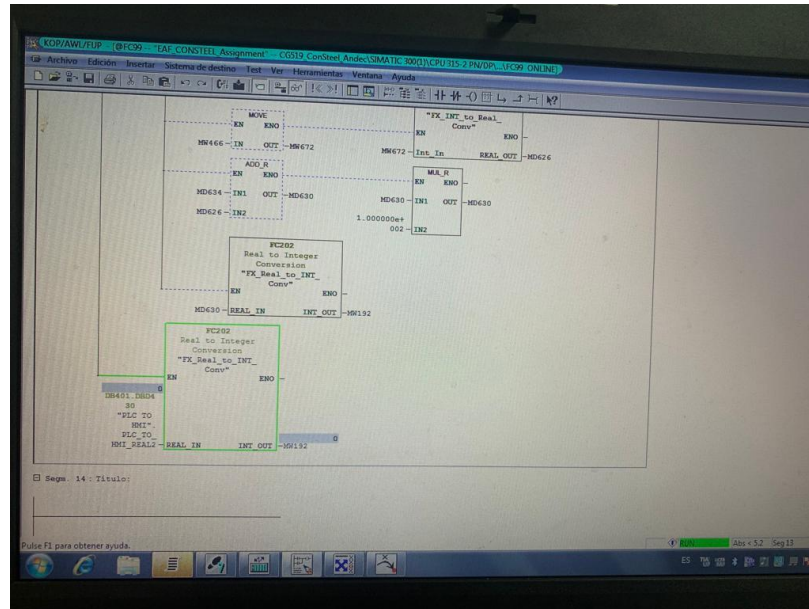 KOP/AWL/FUP - [@FC99 -- "EAF_CONSTEEL_Assignment" -- CG519_ConSteel_Andec\SIMATIC 300(1)\CPU 315-2 PN/DP\...\FC99 ONLINE]
Archivo Edición Insertar Sistema de destino Test Ver Herramientas Ventana Ayuda
MOVE
EN ENO
MW466 IN OUT MW672
"FX_INT_to_Real_
Conv"
EN ENO
MW672 Int_In REAL_OUT MD626
ADD_R
EN ENO
MD634 IN1 OUT MD630
MD626 IN2
MUL_R
EN ENO
MD630 IN1 OUT MD630
1.000000e+
002 IN2
FC202
Real to Integer
Conversion
"FX_Real_to_INT_
Conv"
EN ENO
MD630 REAL_IN INT_OUT MW192
FC202
Real to Integer
Conversion
"FX_Real_to_INT_
Conv"
EN ENO
0
DB401.DBD4
30
"PLC TO
HMI".
PLC_TO_
HMI_REAL2 REAL_IN INT_OUT MW192
0
Segm. 14 : Título:
Pulse F1 para obtener ayuda.
RUN Abs < 5.2 Seg 13
ES